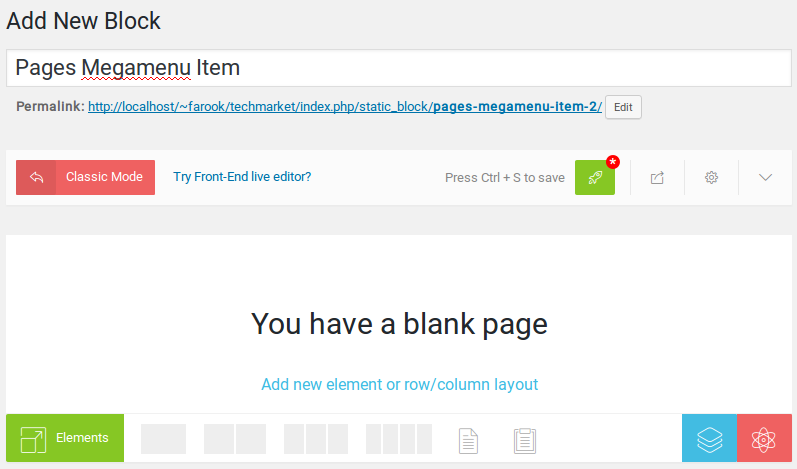 Add New Block
Pages Megamenu Item
Permalink: http://localhost/~farook/techmarket/index.php/static_block/pages-megamenu-item-2/ Edit
Classic Mode Try Front-End live editor? Press Ctrl + S to save *
You have a blank page
Add new element or row/column layout
Elements